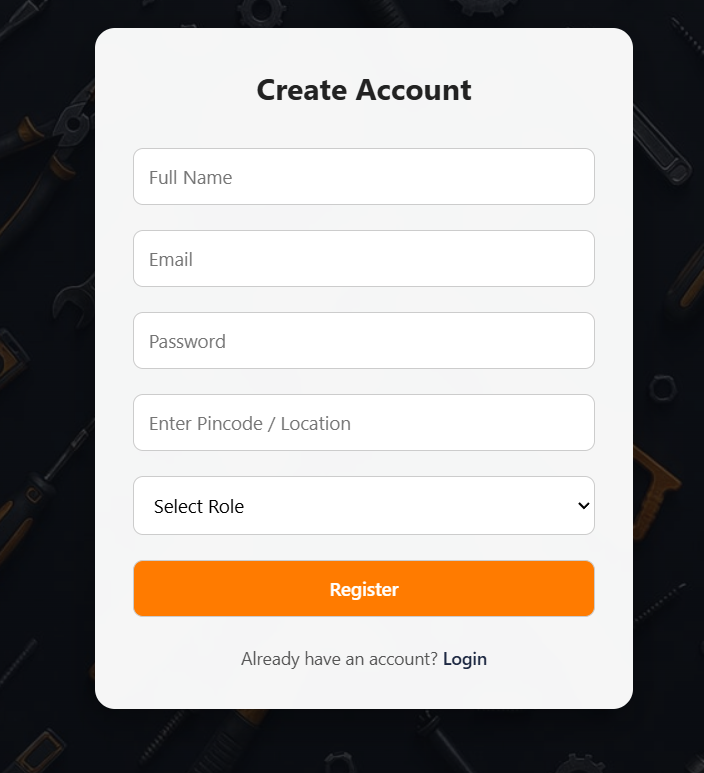 Create Account
Full Name
Email
Password
Enter Pincode / Location
Select Role
Register
Already have an account? Login